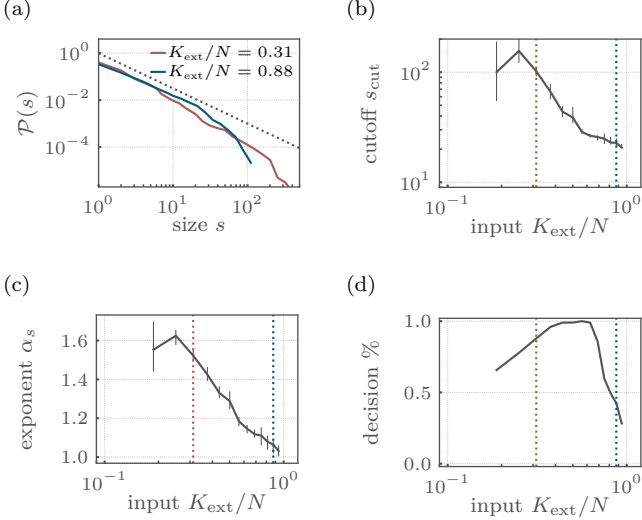 (a)
10^0
10^−2
10^−4
𝒫(s)
K_ext/N = 0.31
K_ext/N = 0.88
10^0
10^1
10^2
size s
(b)
10^2
10^1
cutoff s_cut
10^−1
10^0
input K_ext/N
(c)
1.6
1.4
1.2
1.0
exponent α_s
10^−1
10^0
input K_ext/N
(d)
1.0
0.5
0.0
decision %
10^−1
10^0
input K_ext/N